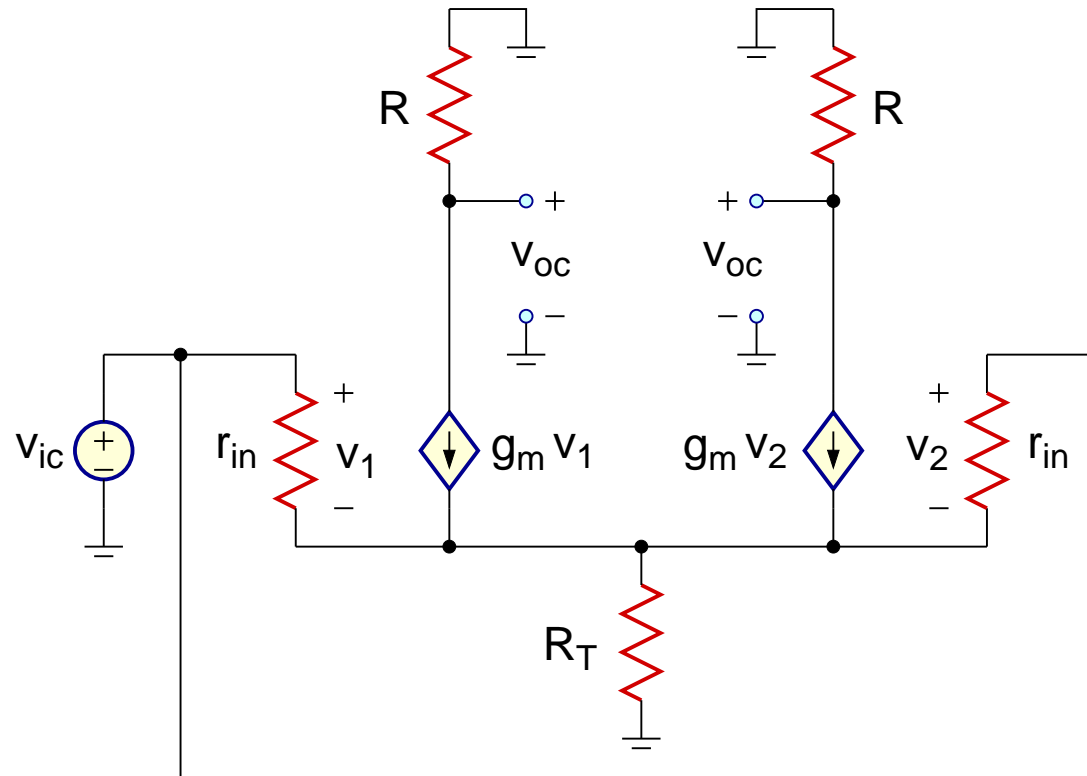 R R
+ +
v_oc v_oc
− −
+ +
v_ic + − r_in v_1 g_m v_1 g_m v_2 v_2 r_in
− −
R_T